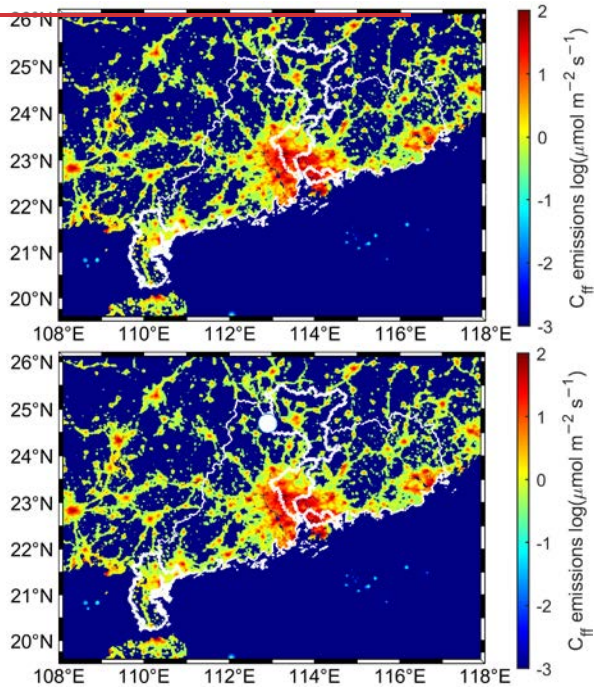 26°N
25°N
24°N
23°N
22°N
21°N
20°N
108°E 110°E 112°E 114°E 116°E 118°E
2
1
0
-1
-2
-3
C_ff emissions log(μmol m⁻² s⁻¹)
26°N
25°N
24°N
23°N
22°N
21°N
20°N
108°E 110°E 112°E 114°E 116°E 118°E
2
1
0
-1
-2
-3
C_ff emissions log(μmol m⁻² s⁻¹)